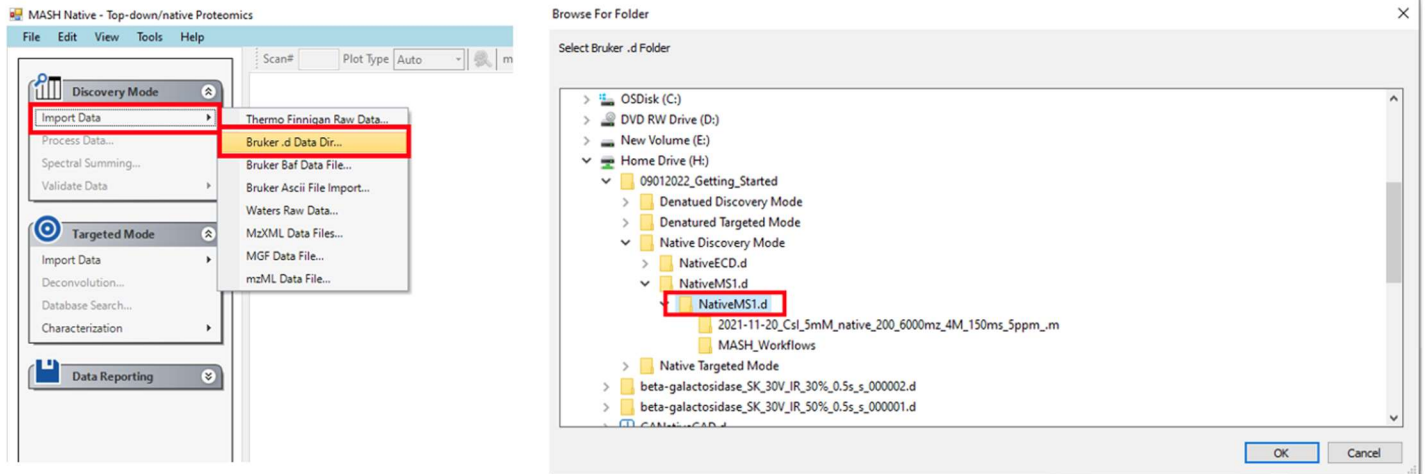 MASH Native - Top-down/native Proteomics
File Edit View Tools Help
Scan# Plot Type Auto m
Discovery Mode
Import Data
Process Data...
Spectral Summing...
Validate Data
Thermo Finnigan Raw Data...
Bruker .d Data Dir...
Bruker Baf Data File...
Bruker Ascii File Import...
Waters Raw Data...
MzXML Data Files...
MGF Data File...
mzML Data File...
Targeted Mode
Import Data
Deconvolution...
Database Search...
Characterization
Data Reporting
Browse For Folder
Select Bruker .d Folder
OSDisk (C:)
DVD RW Drive (D:)
New Volume (E:)
Home Drive (H:)
09012022_Getting_Started
Denatued Discovery Mode
Denatured Targeted Mode
Native Discovery Mode
NativeECD.d
NativeMS1.d
NativeMS1.d
2021-11-20_CsI_5mM_native_200_6000mz_4M_150ms_5ppm_.m
MASH_Workflows
Native Targeted Mode
beta-galactosidase_SK_30V_IR_30%_0.5s_s_000002.d
beta-galactosidase_SK_30V_IR_50%_0.5s_s_000001.d
OK Cancel